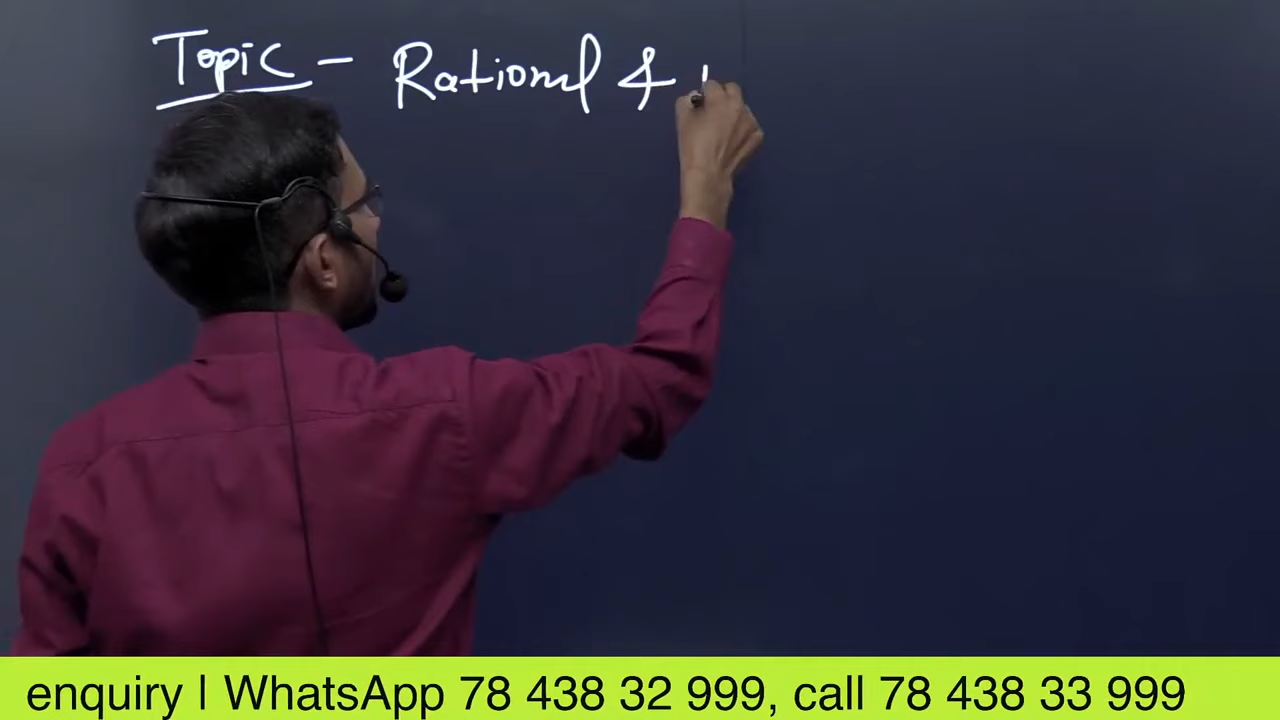 Topic - Rational &
enquiry | WhatsApp 78 438 32 999, call 78 438 33 999